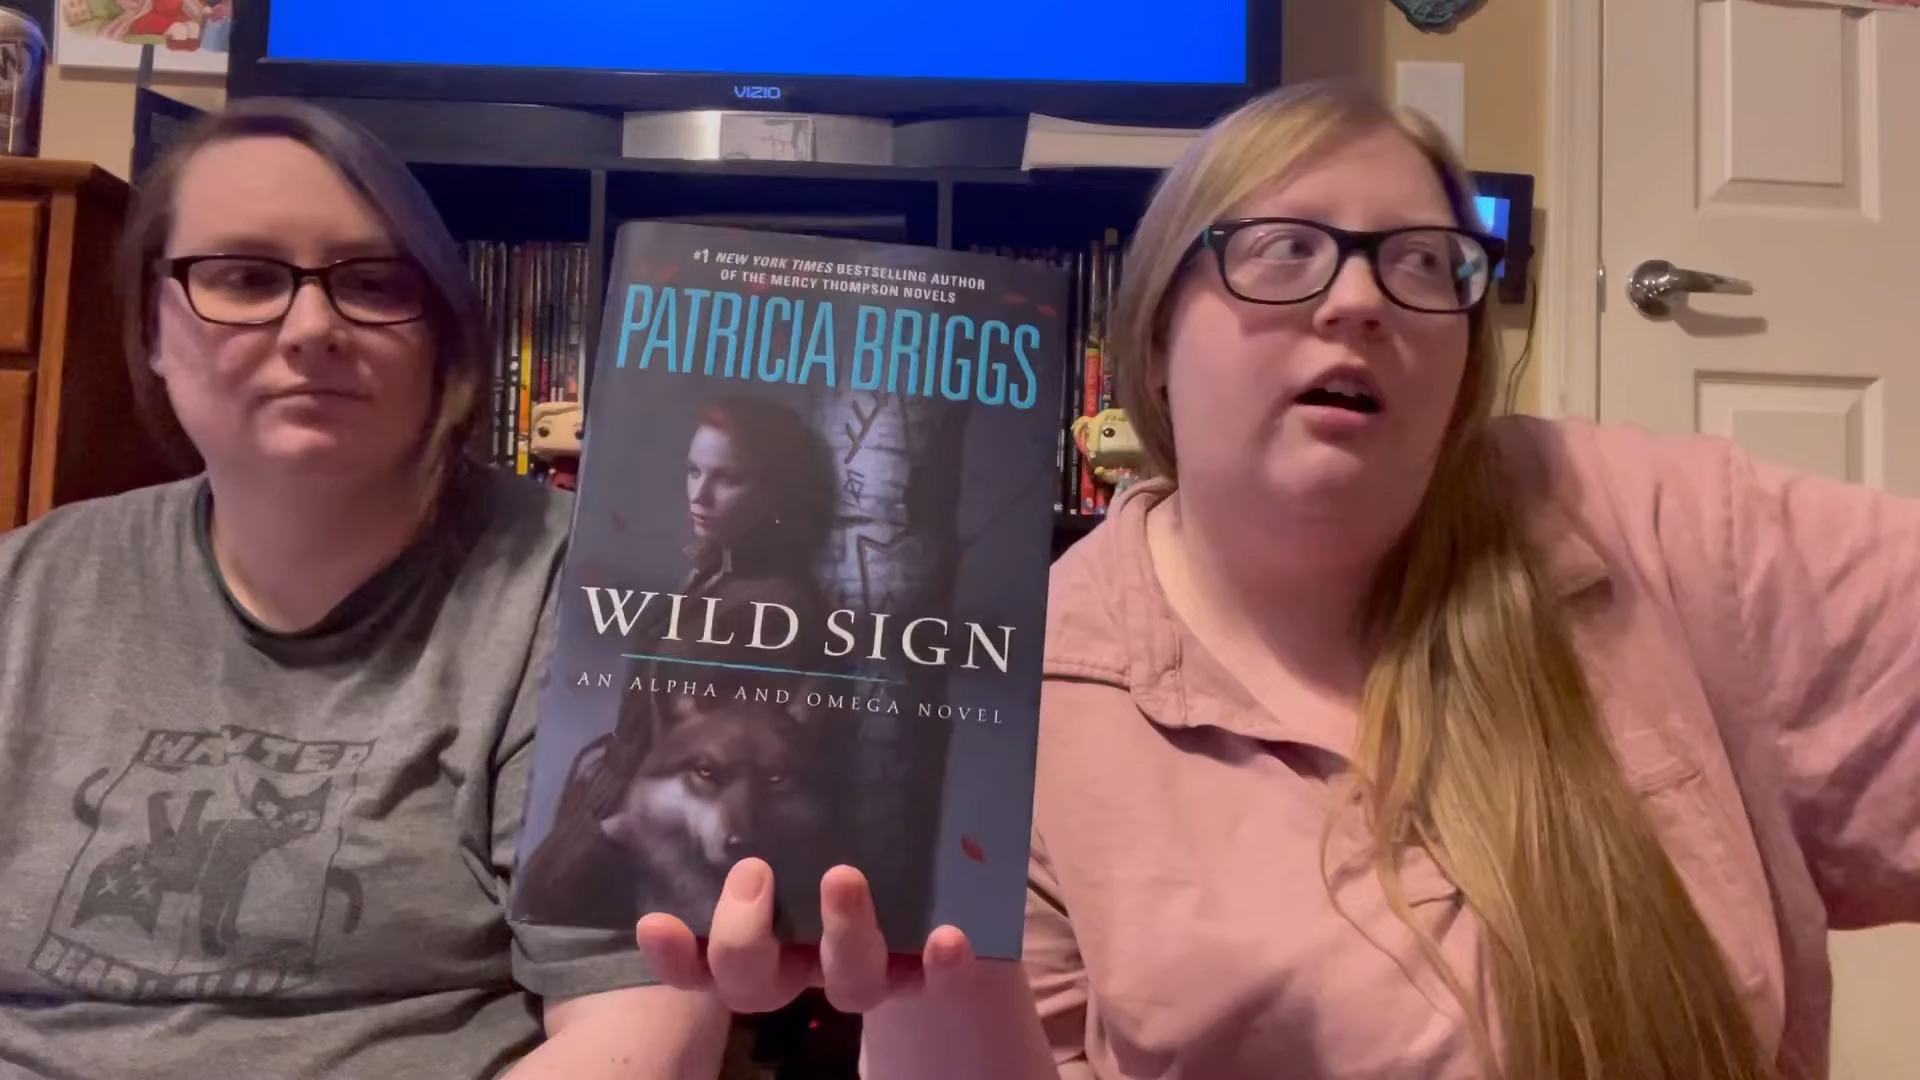 VIZIO
#1 NEW YORK TIMES BESTSELLING AUTHOR
OF THE MERCY THOMPSON NOVELS
PATRICIA BRIGGS
WILD SIGN
AN ALPHA AND OMEGA NOVEL
WANTED